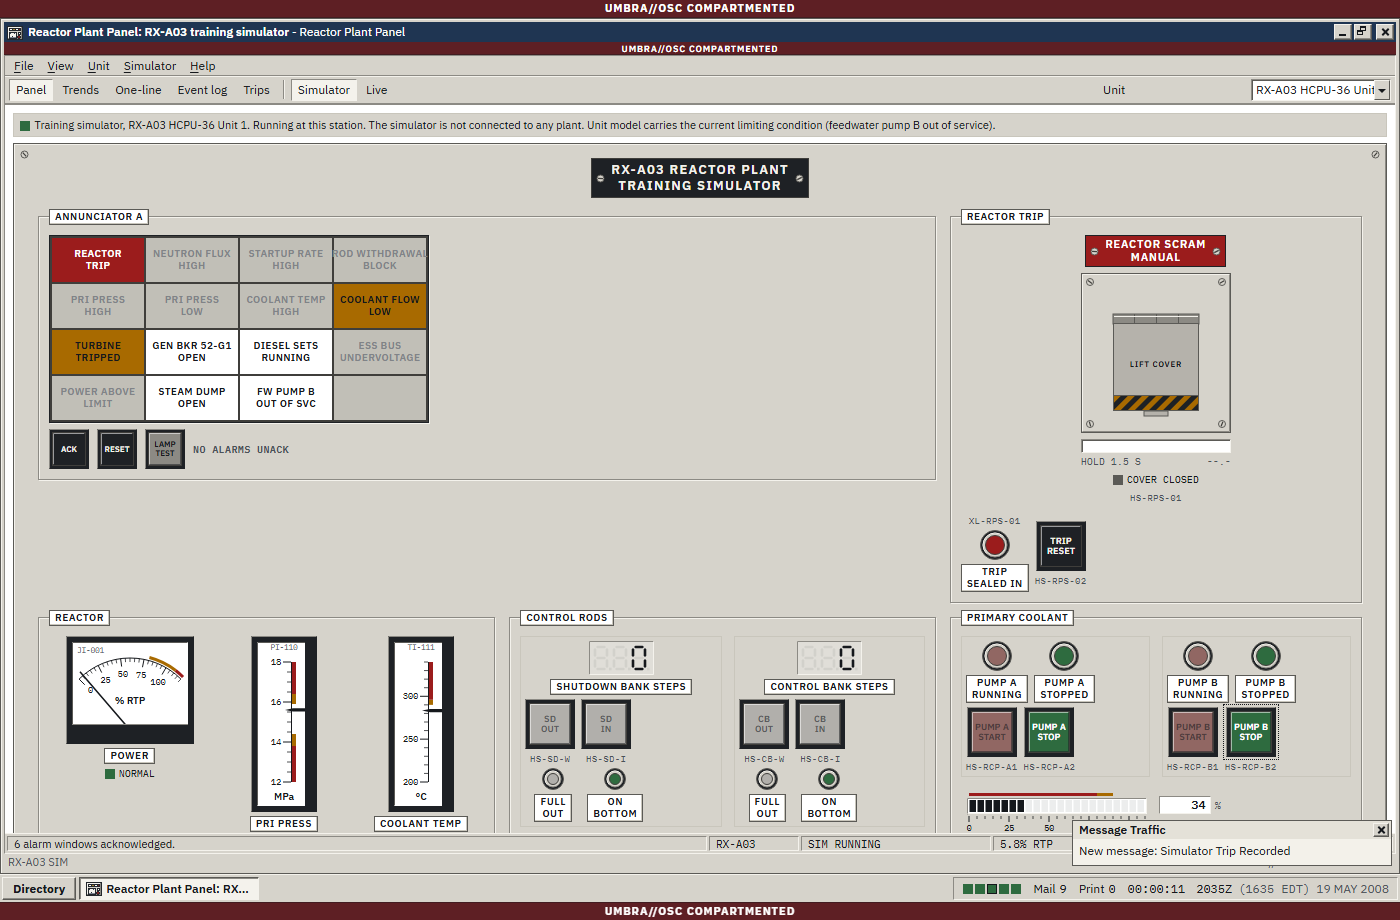 UMBRA//OSC COMPARTMENTED
Reactor Plant Panel: RX-A03 training simulator - Reactor Plant Panel
UMBRA//OSC COMPARTMENTED
File View Unit Simulator Help
Panel Trends One-line Event log Trips Simulator Live Unit RX-A03 HCPU-36 Unit
Training simulator, RX-A03 HCPU-36 Unit 1. Running at this station. The simulator is not connected to any plant. Unit model carries the current limiting condition (feedwater pump B out of service).
RX-A03 REACTOR PLANT
TRAINING SIMULATOR
ANNUNCIATOR A
REACTOR
TRIP
NEUTRON FLUX
HIGH
STARTUP RATE
HIGH
ROD WITHDRAWAL
BLOCK
PRI PRESS
HIGH
PRI PRESS
LOW
COOLANT TEMP
HIGH
COOLANT FLOW
LOW
TURBINE
TRIPPED
GEN BKR 52-G1
OPEN
DIESEL SETS
RUNNING
ESS BUS
UNDERVOLTAGE
POWER ABOVE
LIMIT
STEAM DUMP
OPEN
FW PUMP B
OUT OF SVC
ACK
RESET
LAMP
TEST
NO ALARMS UNACK
REACTOR TRIP
REACTOR SCRAM
MANUAL
LIFT COVER
HOLD 1.5 S --.-
COVER CLOSED
HS-RPS-01
XL-RPS-01
TRIP
SEALED IN
TRIP
RESET
HS-RPS-02
REACTOR
JI-001
0 25 50 75 100
% RTP
POWER
NORMAL
PI-110
18
16
14
12
MPa
PRI PRESS
TI-111
300
250
200
°C
COOLANT TEMP
CONTROL RODS
0
SHUTDOWN BANK STEPS
SD
OUT
SD
IN
HS-SD-W HS-SD-I
FULL
OUT
ON
BOTTOM
0
CONTROL BANK STEPS
CB
OUT
CB
IN
HS-CB-W HS-CB-I
FULL
OUT
ON
BOTTOM
PRIMARY COOLANT
PUMP A
RUNNING
PUMP A
STOPPED
PUMP A
START
PUMP A
STOP
HS-RCP-A1 HS-RCP-A2
PUMP B
RUNNING
PUMP B
STOPPED
PUMP B
START
PUMP B
STOP
HS-RCP-B1 HS-RCP-B2
34 %
0 25 50
Message Traffic
New message: Simulator Trip Recorded
6 alarm windows acknowledged. RX-A03 SIM RUNNING 5.8% RTP
RX-A03 SIM
Directory Reactor Plant Panel: RX... Mail 9 Print 0 00:00:11 2035Z (1635 EDT) 19 MAY 2008
UMBRA//OSC COMPARTMENTED